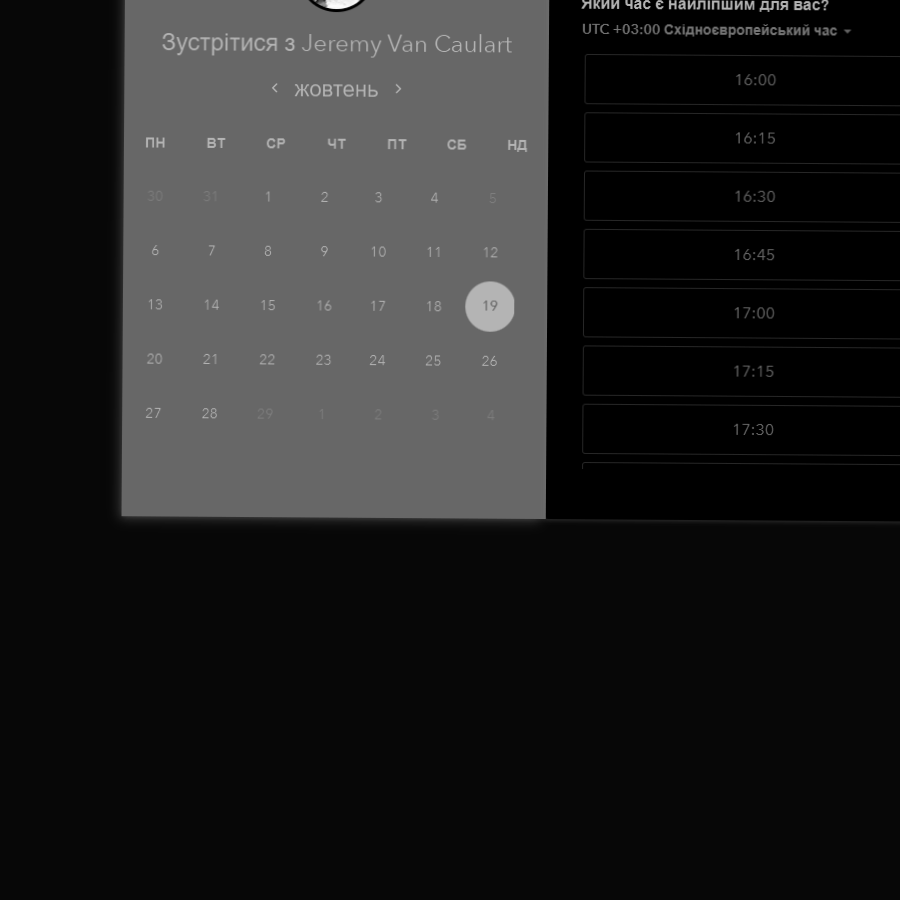 Зустрітися з Jeremy Van Caulart
жовтень
ПН ВТ СР ЧТ ПТ СБ НД
30 31 1 2 3 4 5
6 7 8 9 10 11 12
13 14 15 16 17 18 19
20 21 22 23 24 25 26
27 28 29 1 2 3 4
Який час є найліпшим для вас?
UTC +03:00 Східноєвропейський час
16:00
16:15
16:30
16:45
17:00
17:15
17:30